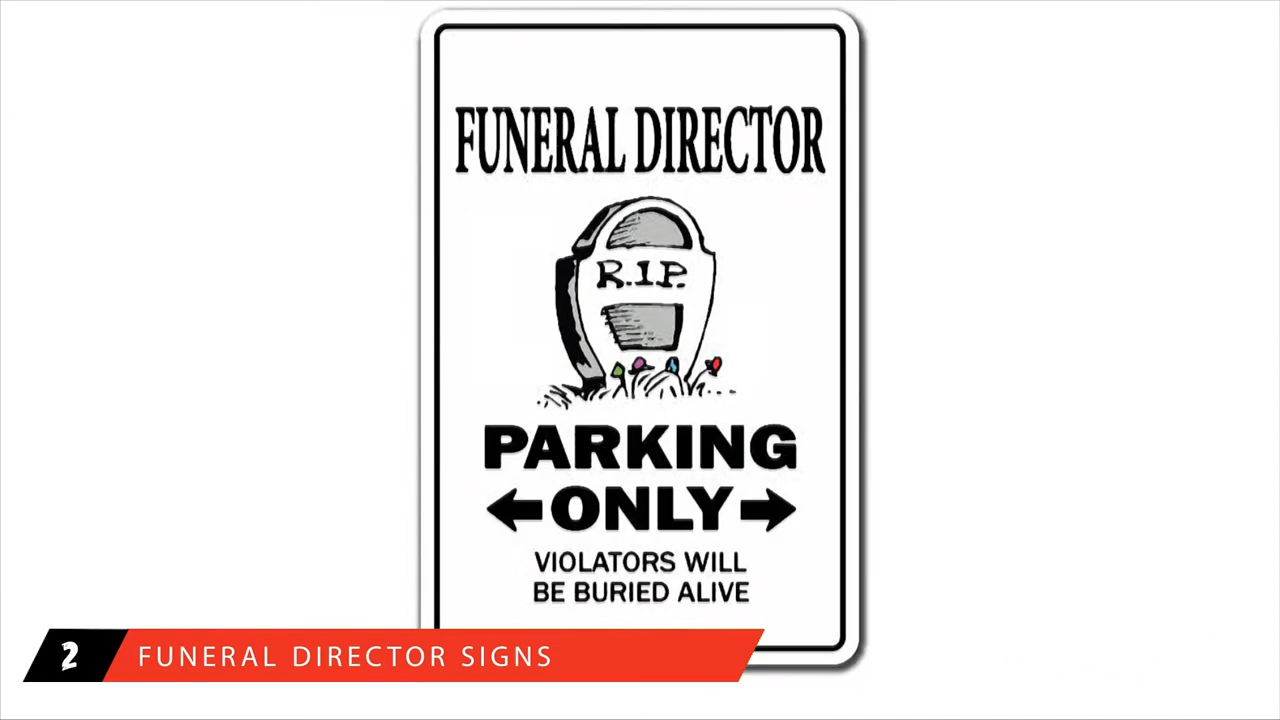 FUNERAL DIRECTOR
R.I.P.
PARKING
ONLY
VIOLATORS WILL
BE BURIED ALIVE
2 FUNERAL DIRECTOR SIGNS